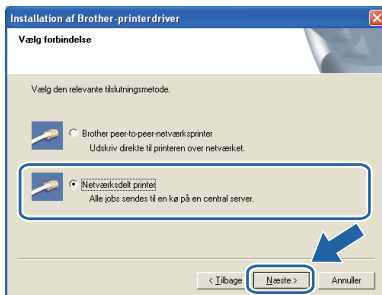 Installation af Brother-printerdriver
Vælg forbindelse
Vælg den relevante tilslutningsmetode.
Brother peer-to-peer-netværksprinter
Udskriv direkte til printeren over netværket.
Netværksdelt printer
Alle jobs sendes til en kø på en central server.
< Tilbage
Næste >
Annuller